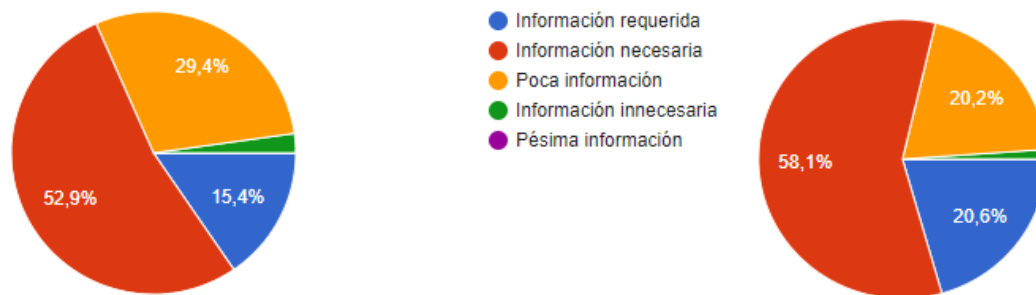 29,4%
52,9%
15,4%
Información requerida
Información necesaria
Poca información
Información innecesaria
Pésima información
20,2%
58,1%
20,6%